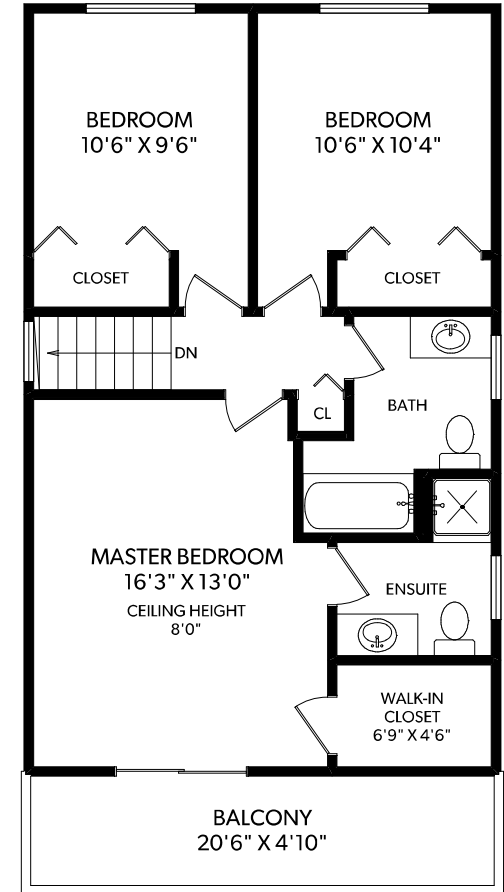 BEDROOM
10'6" X 9'6"
BEDROOM
10'6" X 10'4"
CLOSET
CLOSET
DN
CL
BATH
MASTER BEDROOM
16'3" X 13'0"
CEILING HEIGHT
8'0"
ENSUITE
WALK-IN
CLOSET
6'9" X 4'6"
BALCONY
20'6" X 4'10"